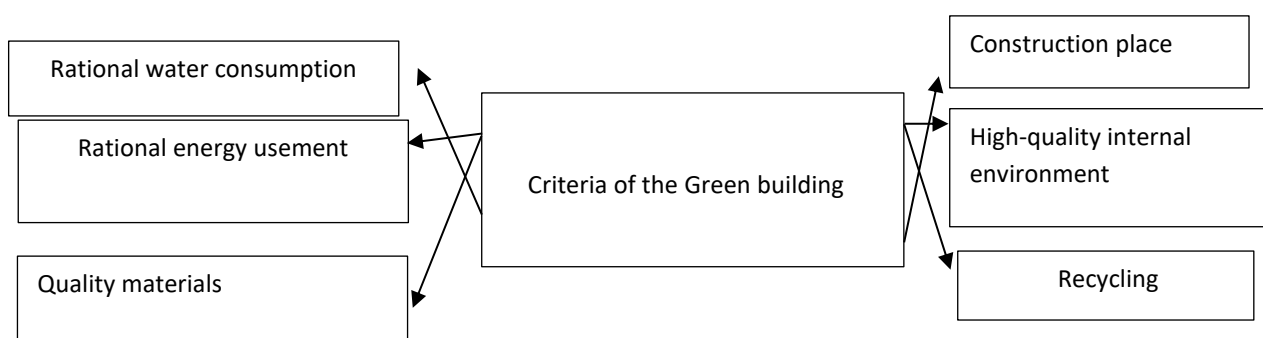 Rational water consumption
Rational energy usement
Quality materials
Criteria of the Green building
Construction place
High-quality internal
environment
Recycling